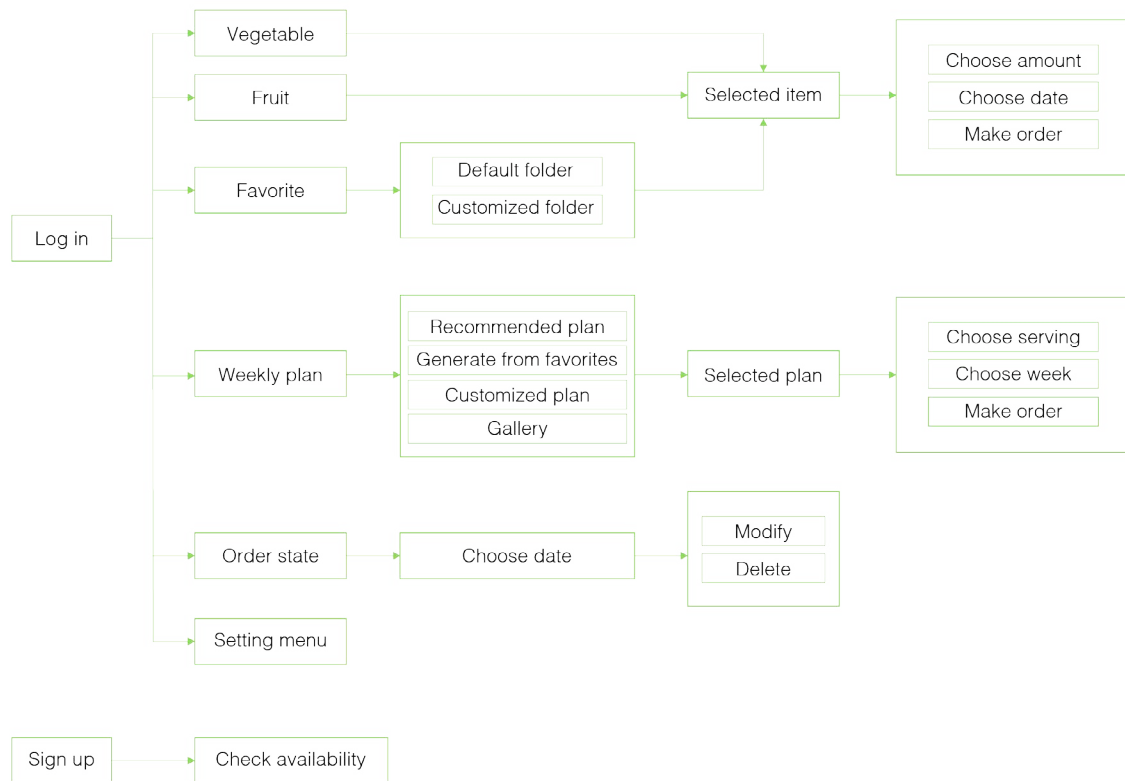 Vegetable
Fruit
Selected item
Choose amount
Choose date
Make order
Favorite
Default folder
Customized folder
Log in
Weekly plan
Recommended plan
Generate from favorites
Customized plan
Gallery
Selected plan
Choose serving
Choose week
Make order
Order state
Choose date
Modify
Delete
Setting menu
Sign up
Check availability